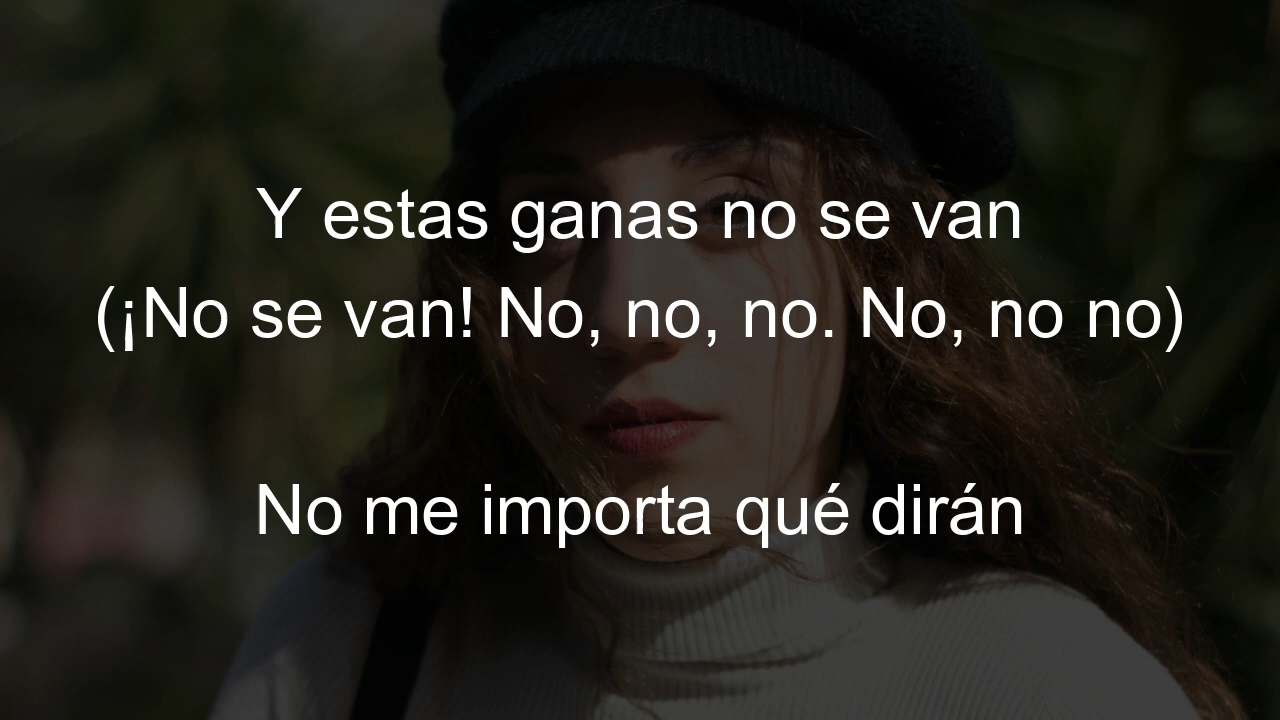 Y estas ganas no se van
(¡No se van! No, no, no. No, no no)
No me importa qué dirán